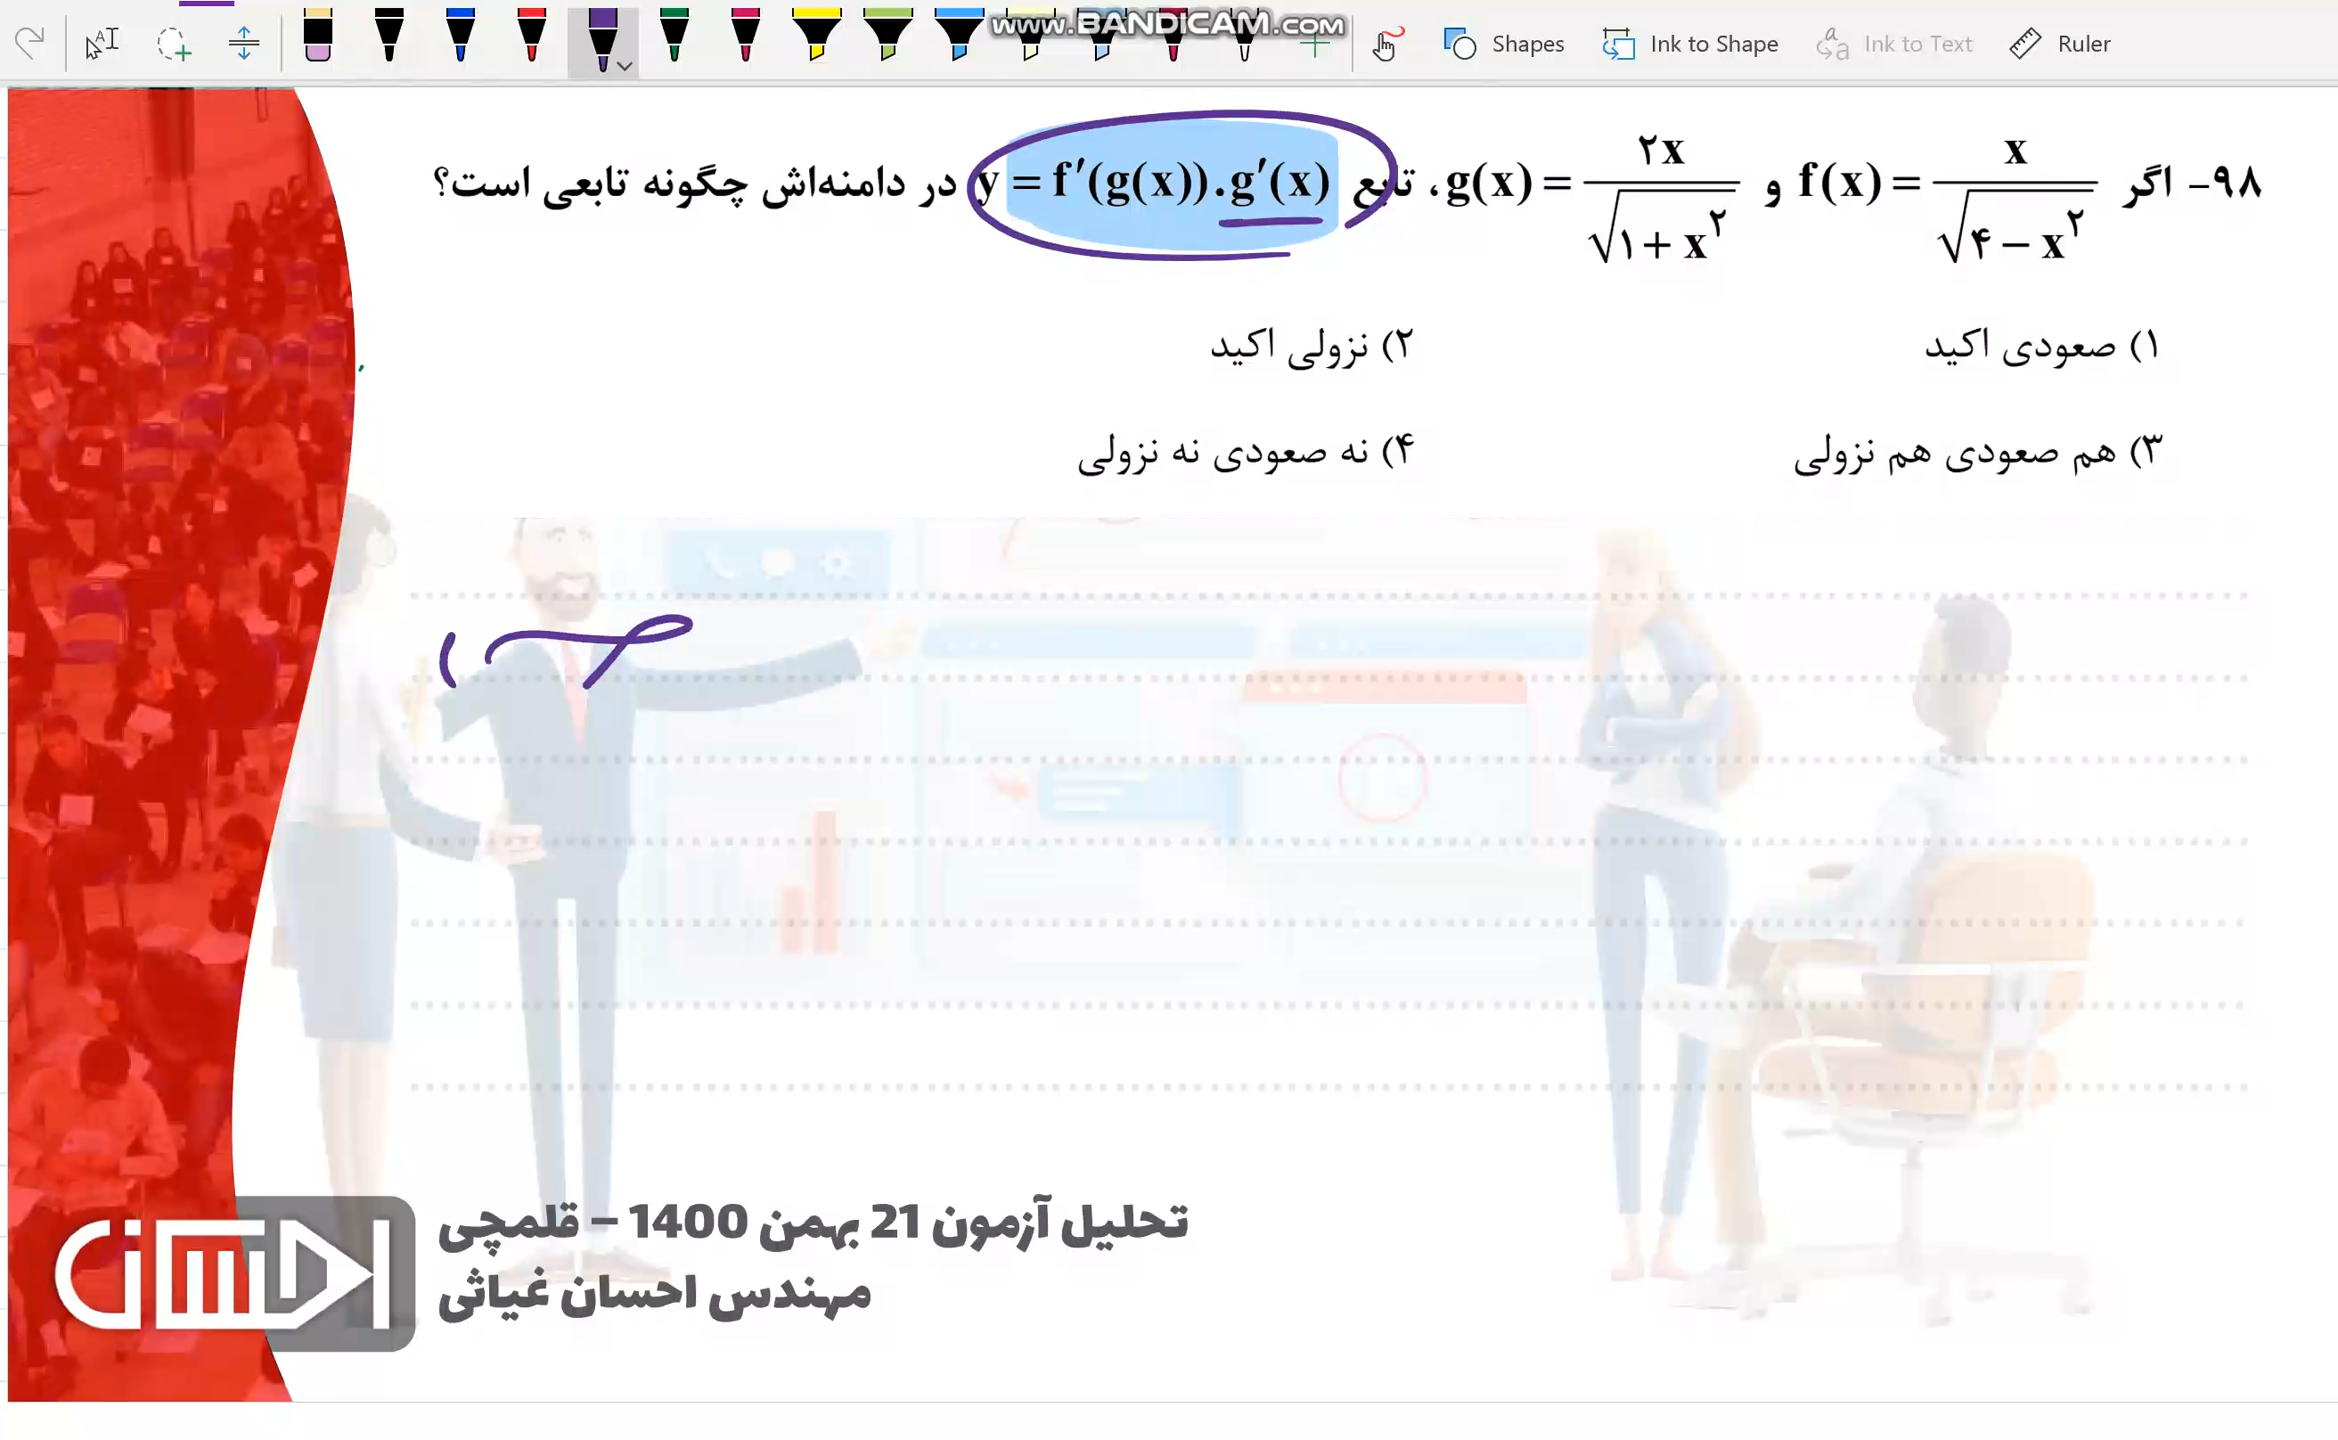 www.BANDICAM.com
Shapes Ink to Shape Ink to Text Ruler
۹۸- اگر f(x) = x / √(۴ − x^۲) و g(x) = ۲x / √(۱ + x^۲)، تابع y = f′(g(x)).g′(x) در دامنه‌اش چگونه تابعی است؟
۱) صعودی اکید ۲) نزولی اکید
۳) هم صعودی هم نزولی ۴) نه صعودی نه نزولی
تحلیل آزمون 21 بهمن 1400 – قلمچی
مهندس احسان غیاثی